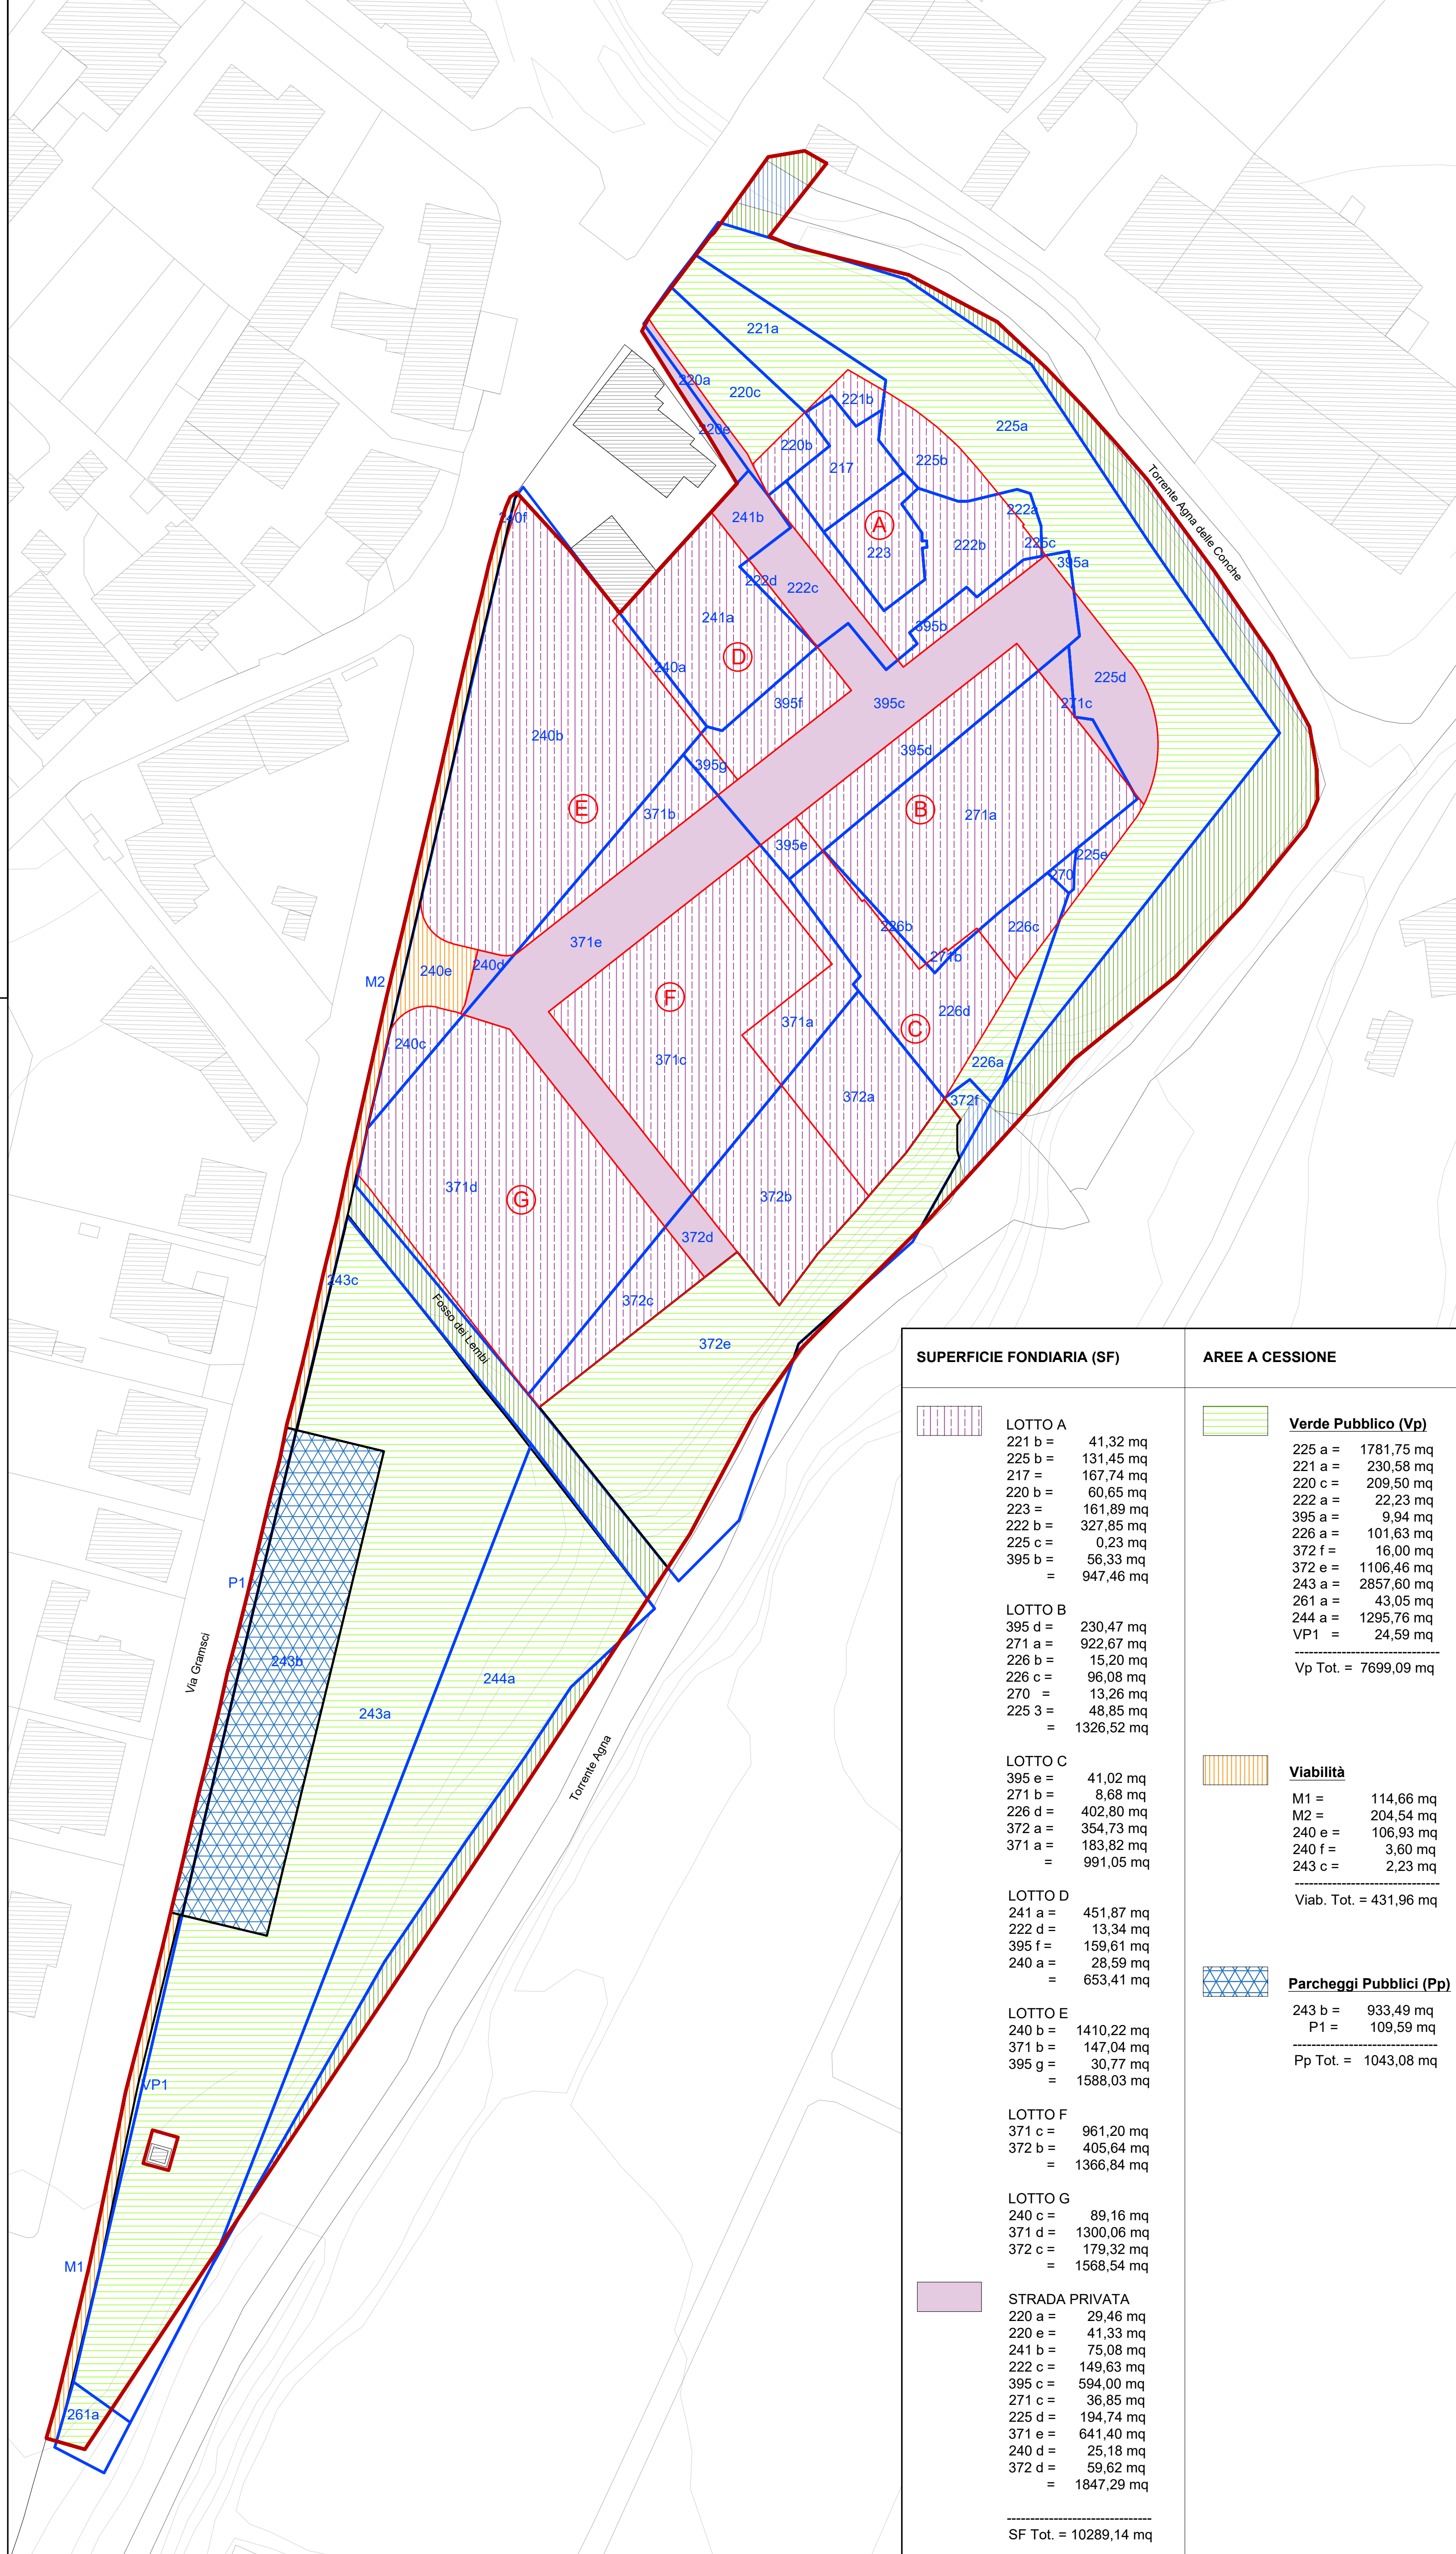 221a
220a
220c
221b
220e
225a
220b
225b
217
Torrente Agna delle Conche
240f
241b
222a
A
222b
225c
223
395a
222d
222c
241a
395b
D
240a
225d
395f
395c
271c
240b
395d
395g
E
371b
B
271a
395e
225e
270
226b
226c
371e
271b
240d
240e
M2
F
371a
226d
C
240c
371c
226a
372a
372f
371d
372b
G
372d
243c
372c
Fosso dei Lembi
372e
P1
Via Gramsci
243b
244a
243a
Torrente Agna
VP1
M1
261a
SUPERFICIE FONDIARIA (SF)
LOTTO A
221 b = 41,32 mq
225 b = 131,45 mq
217 = 167,74 mq
220 b = 60,65 mq
223 = 161,89 mq
222 b = 327,85 mq
225 c = 0,23 mq
395 b = 56,33 mq
= 947,46 mq
LOTTO B
395 d = 230,47 mq
271 a = 922,67 mq
226 b = 15,20 mq
226 c = 96,08 mq
270 = 13,26 mq
225 3 = 48,85 mq
= 1326,52 mq
LOTTO C
395 e = 41,02 mq
271 b = 8,68 mq
226 d = 402,80 mq
372 a = 354,73 mq
371 a = 183,82 mq
= 991,05 mq
LOTTO D
241 a = 451,87 mq
222 d = 13,34 mq
395 f = 159,61 mq
240 a = 28,59 mq
= 653,41 mq
LOTTO E
240 b = 1410,22 mq
371 b = 147,04 mq
395 g = 30,77 mq
= 1588,03 mq
LOTTO F
371 c = 961,20 mq
372 b = 405,64 mq
= 1366,84 mq
LOTTO G
240 c = 89,16 mq
371 d = 1300,06 mq
372 c = 179,32 mq
= 1568,54 mq
STRADA PRIVATA
220 a = 29,46 mq
220 e = 41,33 mq
241 b = 75,08 mq
222 c = 149,63 mq
395 c = 594,00 mq
271 c = 36,85 mq
225 d = 194,74 mq
371 e = 641,40 mq
240 d = 25,18 mq
372 d = 59,62 mq
= 1847,29 mq
-------------------------------
SF Tot. = 10289,14 mq
AREE A CESSIONE
Verde Pubblico (Vp)
225 a = 1781,75 mq
221 a = 230,58 mq
220 c = 209,50 mq
222 a = 22,23 mq
395 a = 9,94 mq
226 a = 101,63 mq
372 f = 16,00 mq
372 e = 1106,46 mq
243 a = 2857,60 mq
261 a = 43,05 mq
244 a = 1295,76 mq
VP1 = 24,59 mq
-------------------------------
Vp Tot. = 7699,09 mq
Viabilità
M1 = 114,66 mq
M2 = 204,54 mq
240 e = 106,93 mq
240 f = 3,60 mq
243 c = 2,23 mq
-------------------------------
Viab. Tot. = 431,96 mq
Parcheggi Pubblici (Pp)
243 b = 933,49 mq
P1 = 109,59 mq
-------------------------------
Pp Tot. = 1043,08 mq